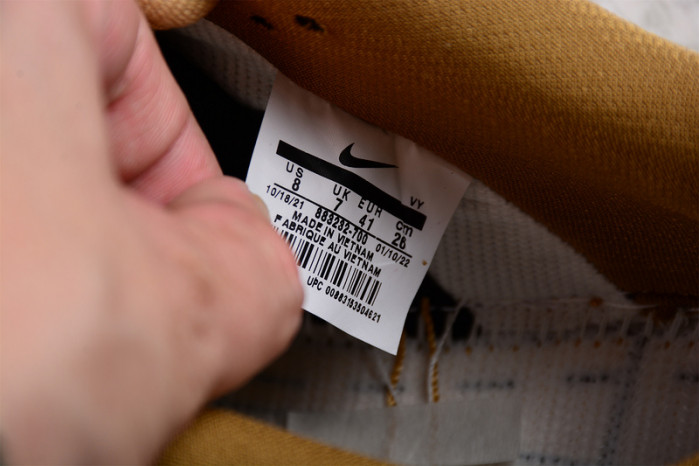 VY
US UK EUR cm
8 7 41 26
10/18/21 883232-700 01/10/22
MADE IN VIETNAM
FABRIQUE AU VIETNAM
UPC 00883153504621